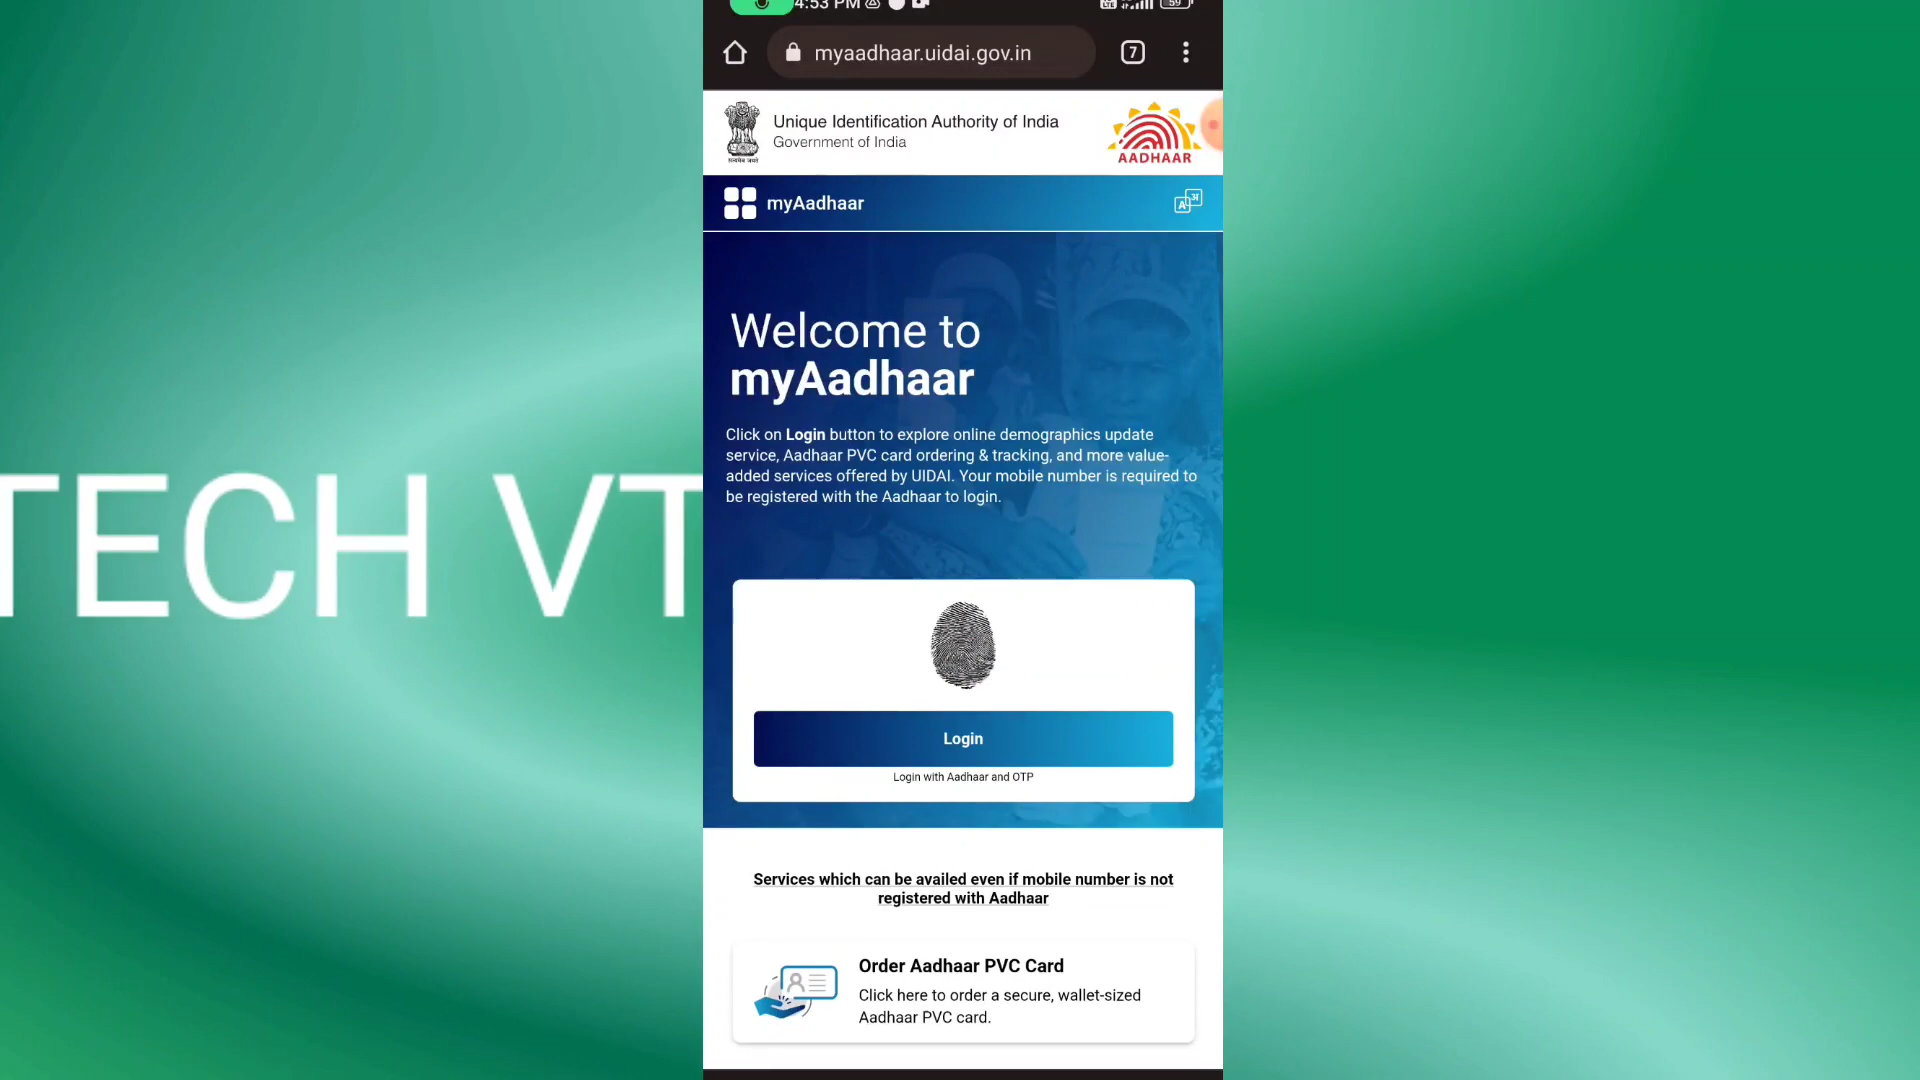 4:53 PM
59
myaadhaar.uidai.gov.in
7
Unique Identification Authority of India
Government of India
सत्यमेव जयते
AADHAAR
myAadhaar
A अ
Welcome to
myAadhaar
Click on Login button to explore online demographics update
service, Aadhaar PVC card ordering & tracking, and more value-
added services offered by UIDAI. Your mobile number is required to
be registered with the Aadhaar to login.
TECH VT
Login
Login with Aadhaar and OTP
Services which can be availed even if mobile number is not
registered with Aadhaar
Order Aadhaar PVC Card
Click here to order a secure, wallet-sized
Aadhaar PVC card.